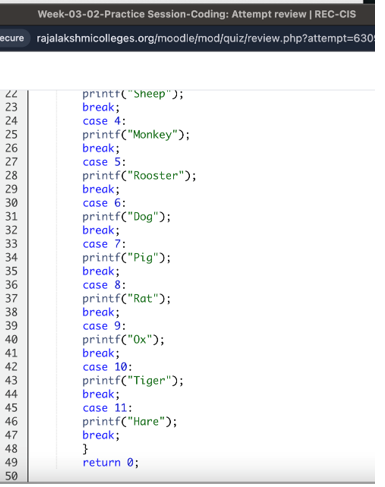 Week-03-02-Practice Session-Coding: Attempt review | REC-CIS
ecure rajalakshmicolleges.org/moodle/mod/quiz/review.php?attempt=630
22 printf("Sheep");
23 break;
24 case 4:
25 printf("Monkey");
26 break;
27 case 5:
28 printf("Rooster");
29 break;
30 case 6:
31 printf("Dog");
32 break;
33 case 7:
34 printf("Pig");
35 break;
36 case 8:
37 printf("Rat");
38 break;
39 case 9:
40 printf("Ox");
41 break;
42 case 10:
43 printf("Tiger");
44 break;
45 case 11:
46 printf("Hare");
47 break;
48 }
49 return 0;
50